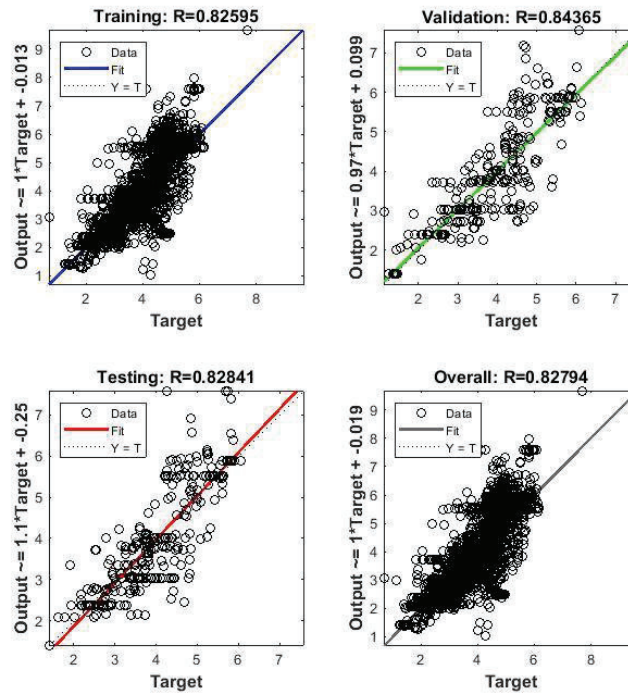 Training: R=0.82595
Output ~= 1*Target + -0.013
9
8
7
6
5
4
3
2
1
Data
Fit
Y = T
2
4
6
8
Target
Validation: R=0.84365
Output ~= 0.97*Target + 0.099
7
6
5
4
3
2
Data
Fit
Y = T
2
3
4
5
6
7
Target
Testing: R=0.82841
Output ~= 1.1*Target + -0.25
7
6
5
4
3
2
Data
Fit
Y = T
2
3
4
5
6
7
Target
Overall: R=0.82794
Output ~= 1*Target + -0.019
9
8
7
6
5
4
3
2
1
Data
Fit
Y = T
2
4
6
8
Target